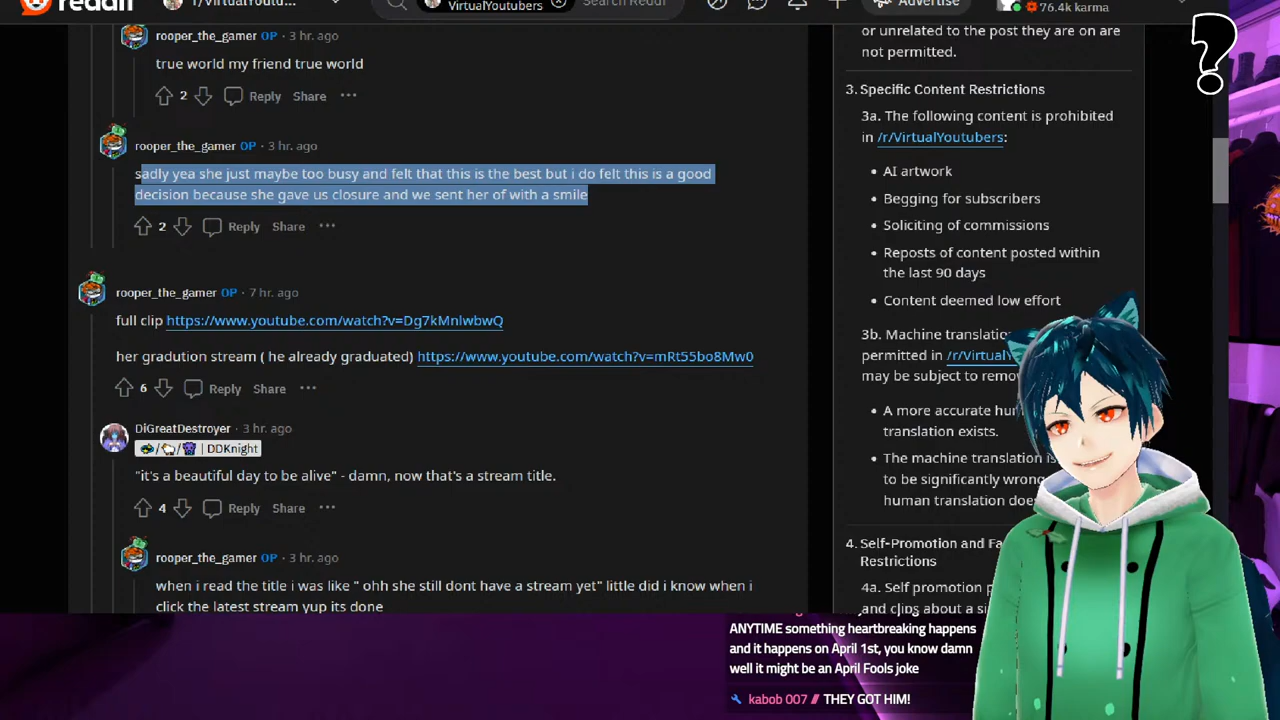 reddit
r/VirtualYoutu...
VirtualYoutubers
Search Reddit
Advertise
76.4k karma
rooper_the_gamer OP • 3 hr. ago
true world my friend true world
2 Reply Share
rooper_the_gamer OP • 3 hr. ago
sadly yea she just maybe too busy and felt that this is the best but i do felt this is a good
decision because she gave us closure and we sent her of with a smile
2 Reply Share
rooper_the_gamer OP • 7 hr. ago
full clip https://www.youtube.com/watch?v=Dg7kMnlwbwQ
her gradution stream ( he already graduated) https://www.youtube.com/watch?v=mRt55bo8Mw0
6 Reply Share
DiGreatDestroyer • 3 hr. ago
| DDKnight
"it's a beautiful day to be alive" - damn, now that's a stream title.
4 Reply Share
rooper_the_gamer OP • 3 hr. ago
when i read the title i was like " ohh she still dont have a stream yet" little did i know when i
click the latest stream yup its done
or unrelated to the post they are on are
not permitted.
3. Specific Content Restrictions
3a. The following content is prohibited
in /r/VirtualYoutubers:
• AI artwork
• Begging for subscribers
• Soliciting of commissions
• Reposts of content posted within
the last 90 days
• Content deemed low effort
3b. Machine
permitted in
may be subject to
• A more accurate
translation exists.
• The machine translation
to be significantly wrong
human translation
4. Self-Promotion and
Restrictions
4a. Self promotion
and clips about a
ANYTIME something heartbreaking happens
and it happens on April 1st, you know damn
well it might be an April Fools joke
kabob 007 // THEY GOT HIM!
?